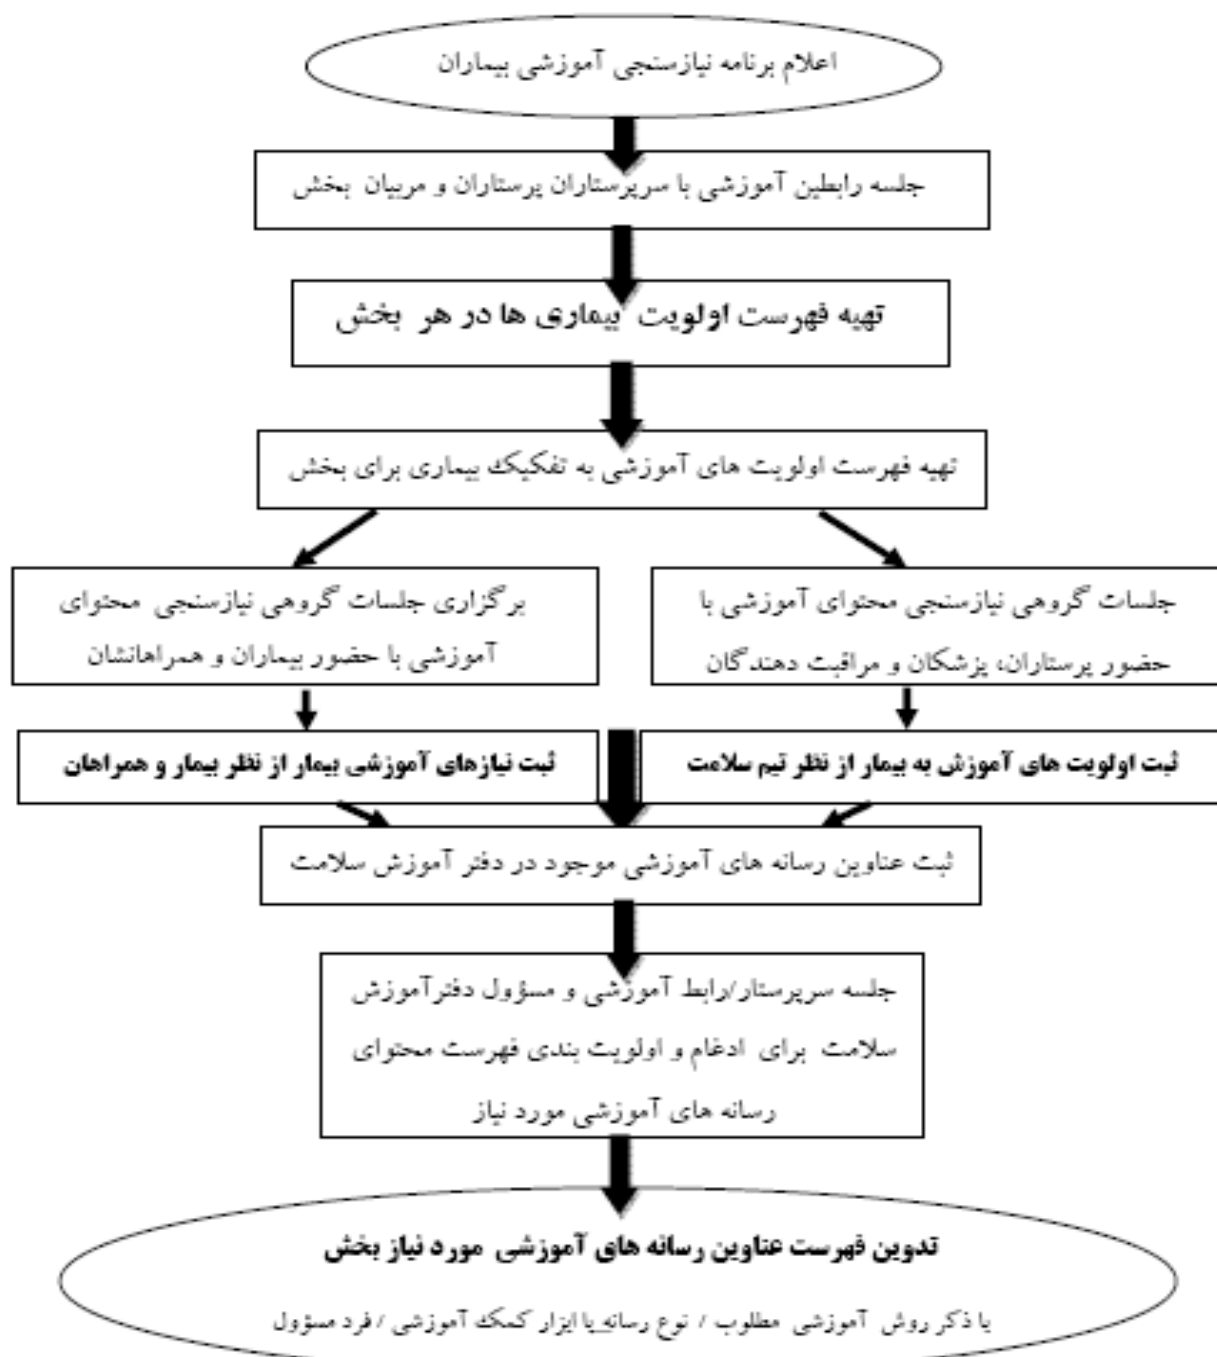 اعلام برنامه نیازسنجی آموزشی بیماران
جلسه رابطین آموزشی با سرپرستاران پرستاران و مربیان بخش
تهیه فهرست اولویت بیماری ها در هر بخش
تهیه فهرست اولویت های آموزشی به تفکیک بیماری برای بخش
جلسات گروهی نیازسنجی محتوای آموزشی با
حضور پرستاران، پزشکان و مراقبت دهندگان
برگزاری جلسات گروهی نیازسنجی محتوای
آموزشی با حضور بیماران و همراهانشان
ثبت اولویت های آموزش به بیمار از نظر تیم سلامت
ثبت نیازهای آموزشی بیمار از نظر بیمار و همراهان
ثبت عناوین رسانه های آموزشی موجود در دفتر آموزش سلامت
جلسه سرپرستار/رابط آموزشی و مسؤول دفترآموزش
سلامت برای ادغام و اولویت بندی فهرست محتوای
رسانه های آموزشی مورد نیاز
تدوین فهرست عناوین رسانه های آموزشی مورد نیاز بخش
با ذکر روش آموزشی مطلوب / نوع رسانه یا ابزار کمک آموزشی / فرد مسؤول